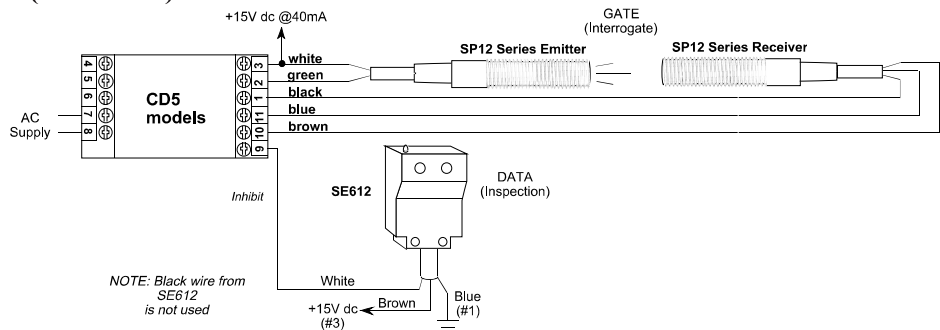 +15V dc @40mA
GATE
(Interrogate)
SP12 Series Emitter
SP12 Series Receiver
4
5
6
7
8
CD5
models
3
2
1
11
10
9
white
green
black
blue
brown
AC
Supply
Inhibit
SE612
DATA
(Inspection)
NOTE: Black wire from
SE612
is not used
White
+15V dc
(#3)
Brown
Blue
(#1)